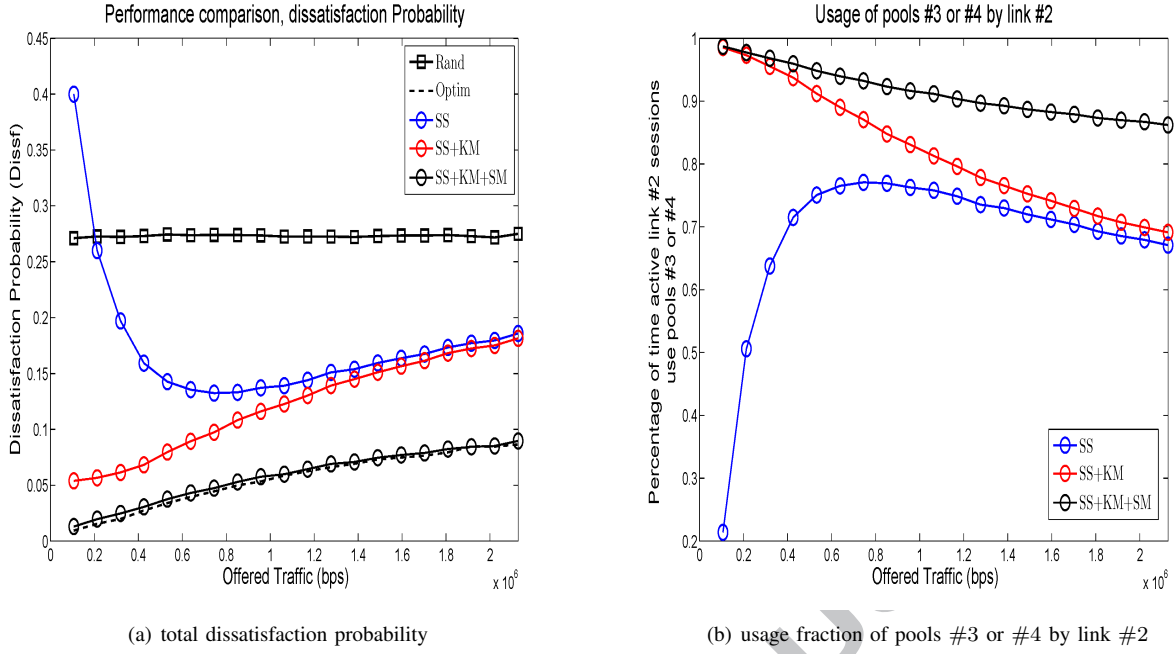 Performance comparison, dissatisfaction Probability
Dissatisfaction Probability (Dissf)
0.45
0.4
0.35
0.3
0.25
0.2
0.15
0.1
0.05
0
Rand
Optim
SS
SS+KM
SS+KM+SM
0 0.2 0.4 0.6 0.8 1 1.2 1.4 1.6 1.8 2
Offered Traffic (bps)
x 10^6
(a) total dissatisfaction probability
Usage of pools #3 or #4 by link #2
Percentage of time active link #2 sessions
use pools #3 or #4
1
0.9
0.8
0.7
0.6
0.5
0.4
0.3
0.2
SS
SS+KM
SS+KM+SM
0 0.2 0.4 0.6 0.8 1 1.2 1.4 1.6 1.8 2
Offered Traffic (bps)
x 10^6
(b) usage fraction of pools #3 or #4 by link #2